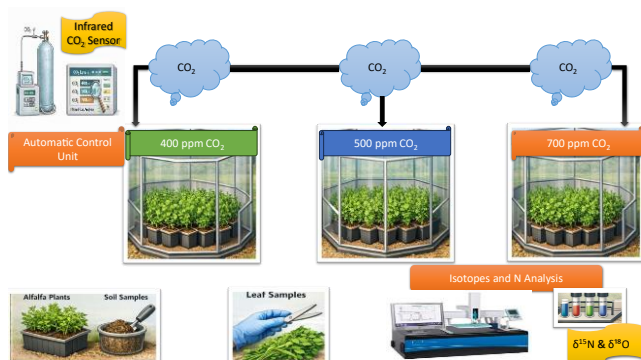 Infrared
CO₂ Sensor
CO₂
CO₂
CO₂
Automatic Control
Unit
400 ppm CO₂
500 ppm CO₂
700 ppm CO₂
Isotopes and N Analysis
Alfalfa Plants
Soil Samples
Leaf Samples
δ¹⁵N & δ¹⁸O